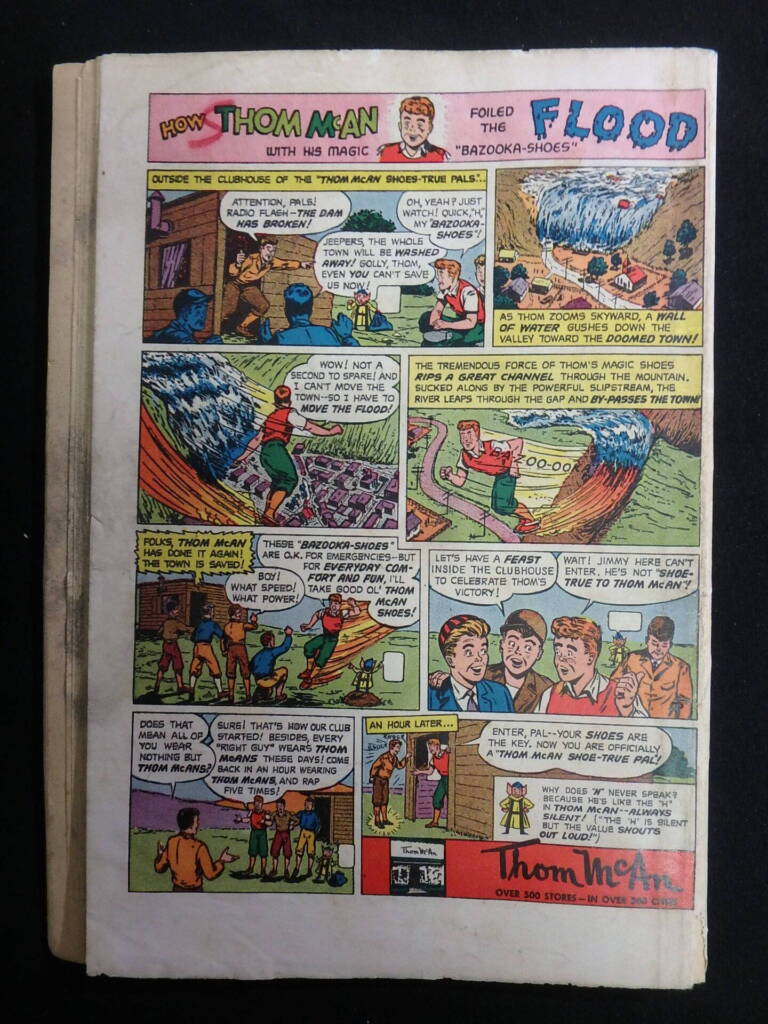 HOW THOM McAN
WITH HIS MAGIC
FOILED
THE
FLOOD
"BAZOOKA-SHOES"
OUTSIDE THE CLUBHOUSE OF THE "THOM McAN SHOES-TRUE PALS"...
ATTENTION, PALS!
RADIO FLASH—THE DAM
HAS BROKEN!
JEEPERS, THE WHOLE
TOWN WILL BE WASHED
AWAY! GOLLY, THOM,
EVEN YOU CAN'T SAVE
US NOW!
OH, YEAH? JUST
WATCH! QUICK, "H",
MY "BAZOOKA-
SHOES"!
AS THOM ZOOMS SKYWARD, A WALL
OF WATER GUSHES DOWN THE
VALLEY TOWARD THE DOOMED TOWN!
WOW! NOT A
SECOND TO SPARE! AND
I CAN'T MOVE THE
TOWN--SO I HAVE TO
MOVE THE FLOOD!
THE TREMENDOUS FORCE OF THOM'S MAGIC SHOES
RIPS A GREAT CHANNEL THROUGH THE MOUNTAIN.
SUCKED ALONG BY THE POWERFUL SLIPSTREAM, THE
RIVER LEAPS THROUGH THE GAP AND BY-PASSES THE TOWN!
FOLKS, THOM McAN
HAS DONE IT AGAIN!
THE TOWN IS SAVED!
BOY!
WHAT SPEED!
WHAT POWER!
THESE "BAZOOKA-SHOES"
ARE O.K. FOR EMERGENCIES—BUT
FOR EVERYDAY COM-
FORT AND FUN, I'LL
TAKE GOOD OL' THOM
McAN
SHOES!
LET'S HAVE A FEAST
INSIDE THE CLUBHOUSE
TO CELEBRATE THOM'S
VICTORY!
WAIT! JIMMY HERE CAN'T
ENTER. HE'S NOT "SHOE-
TRUE TO THOM McAN"!
DOES THAT
MEAN ALL OF
YOU WEAR
NOTHING BUT
THOM McANS?
SURE! THAT'S HOW OUR CLUB
STARTED! BESIDES, EVERY
"RIGHT GUY" WEARS THOM
McANS THESE DAYS! COME
BACK IN AN HOUR WEARING
THOM McANS, AND RAP
FIVE TIMES!
AN HOUR LATER...
ENTER, PAL--YOUR SHOES ARE
THE KEY. NOW YOU ARE OFFICIALLY
A "THOM McAN SHOE-TRUE PAL!"
WHY DOES "H" NEVER SPEAK?
BECAUSE HE'S LIKE THE "H"
IN THOM McAN--ALWAYS
SILENT! ("THE 'H' IS SILENT
BUT THE VALUE SHOUTS
OUT LOUD!")
Thom McAn
Thom McAn
OVER 500 STORES—IN OVER 300 CITIES